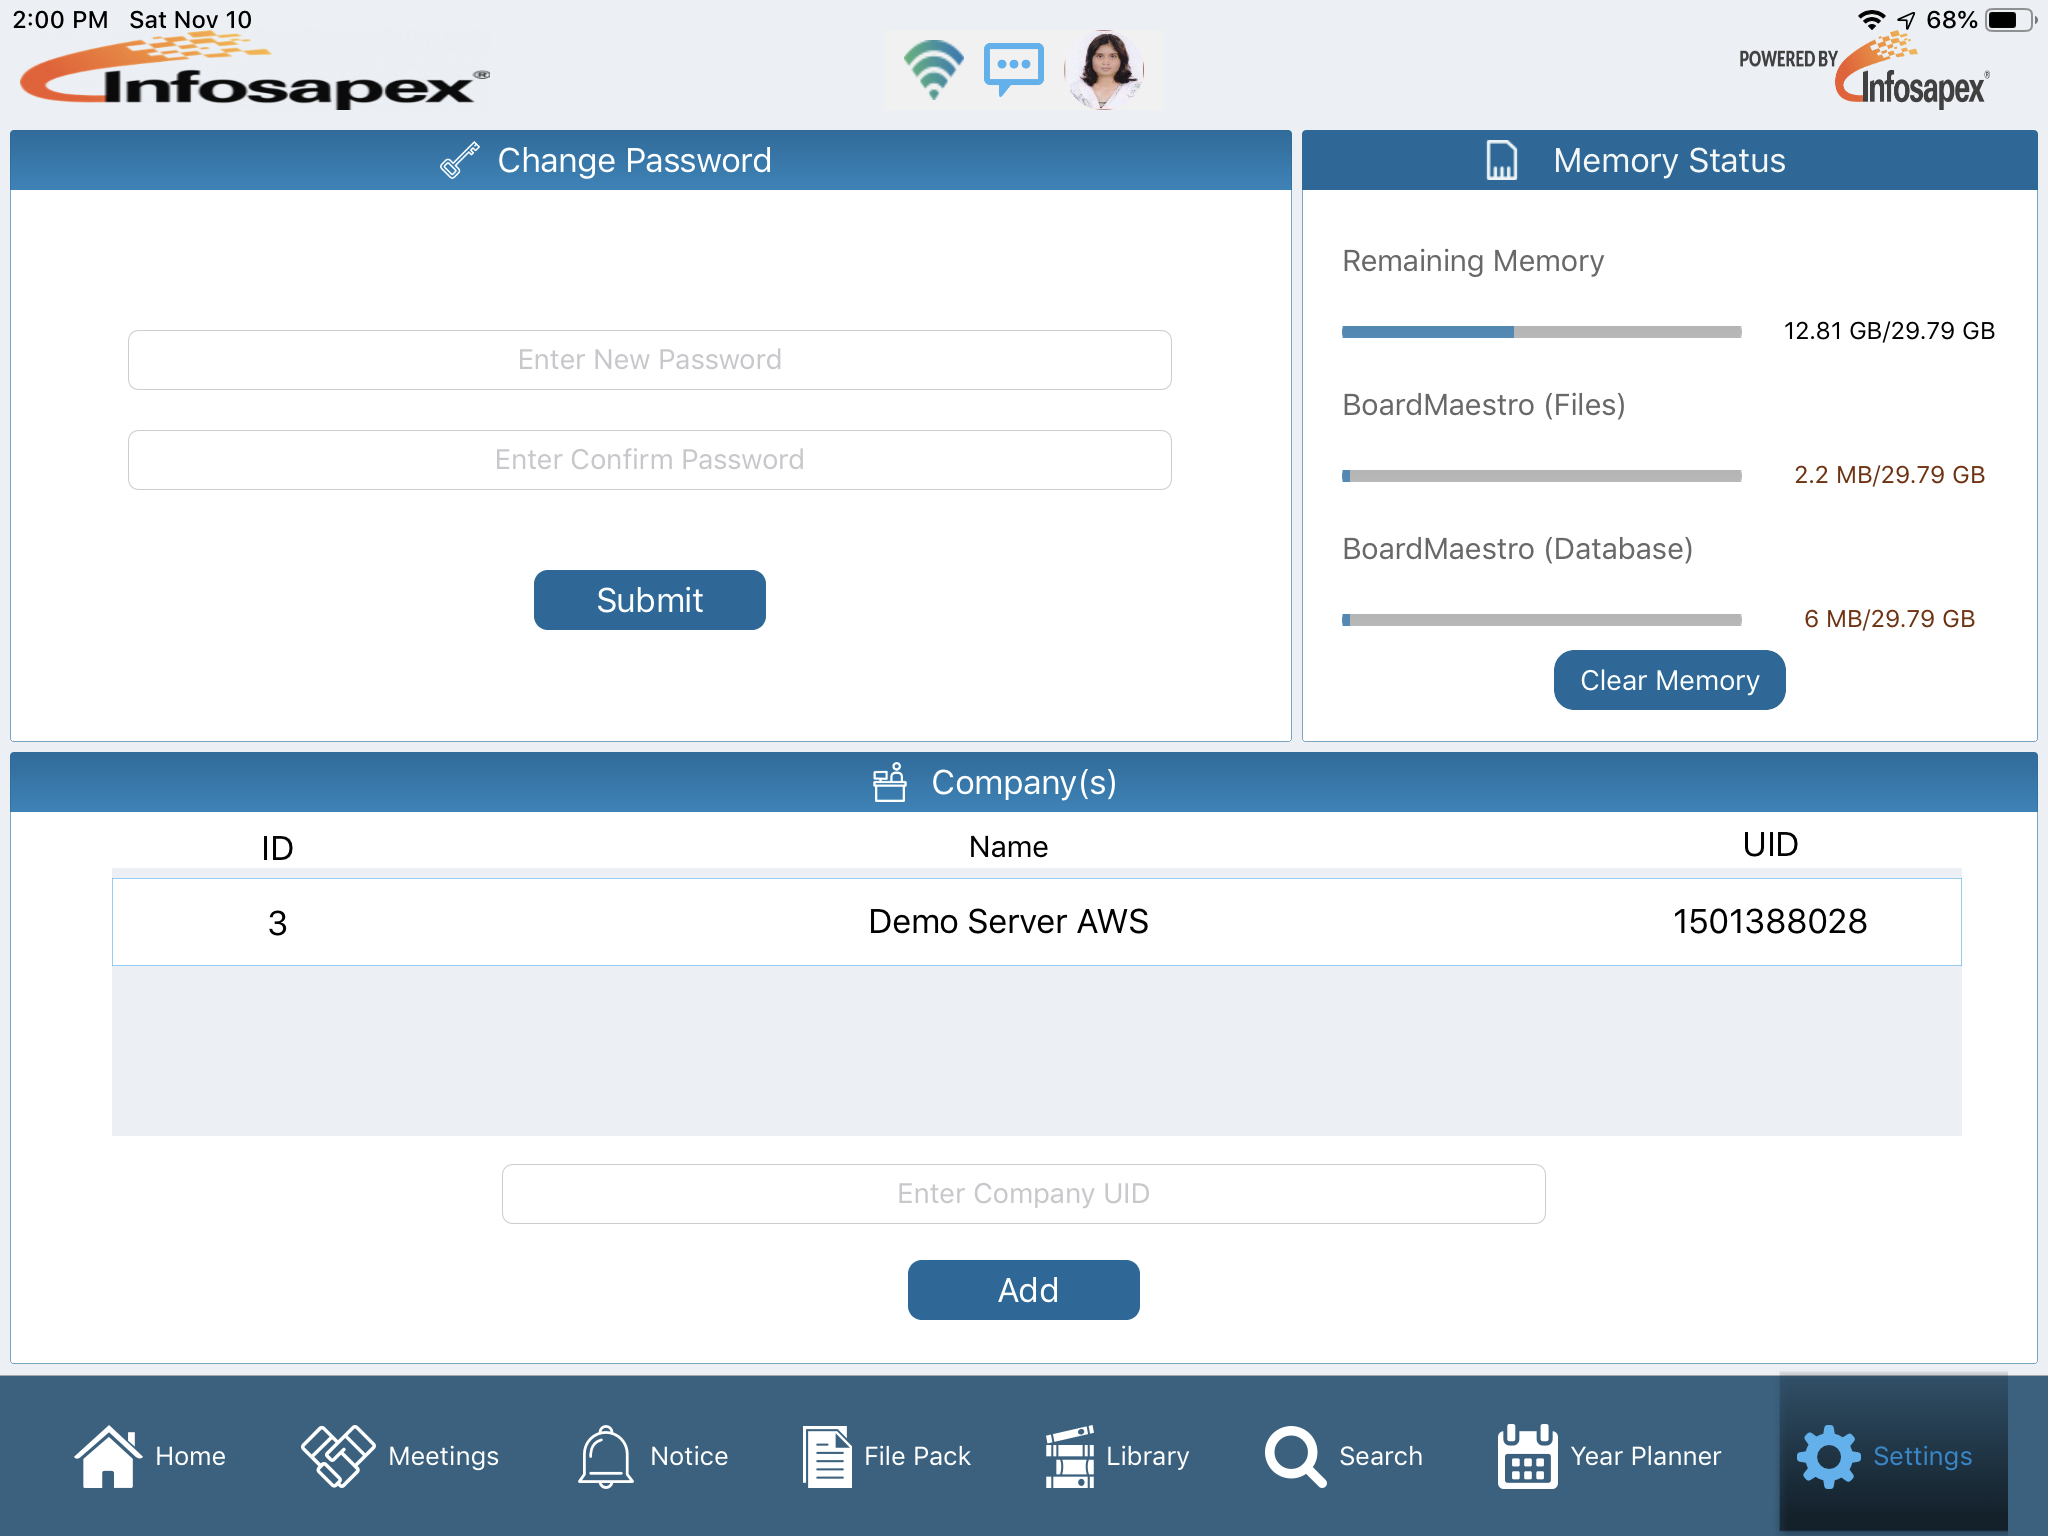 2:00 PM Sat Nov 10
68%
Infosapex®
POWERED BY Infosapex®
Change Password
Enter New Password
Enter Confirm Password
Submit
Memory Status
Remaining Memory
12.81 GB/29.79 GB
BoardMaestro (Files)
2.2 MB/29.79 GB
BoardMaestro (Database)
6 MB/29.79 GB
Clear Memory
Company(s)
ID Name UID
3 Demo Server AWS 1501388028
Enter Company UID
Add
Home Meetings Notice File Pack Library Search Year Planner Settings